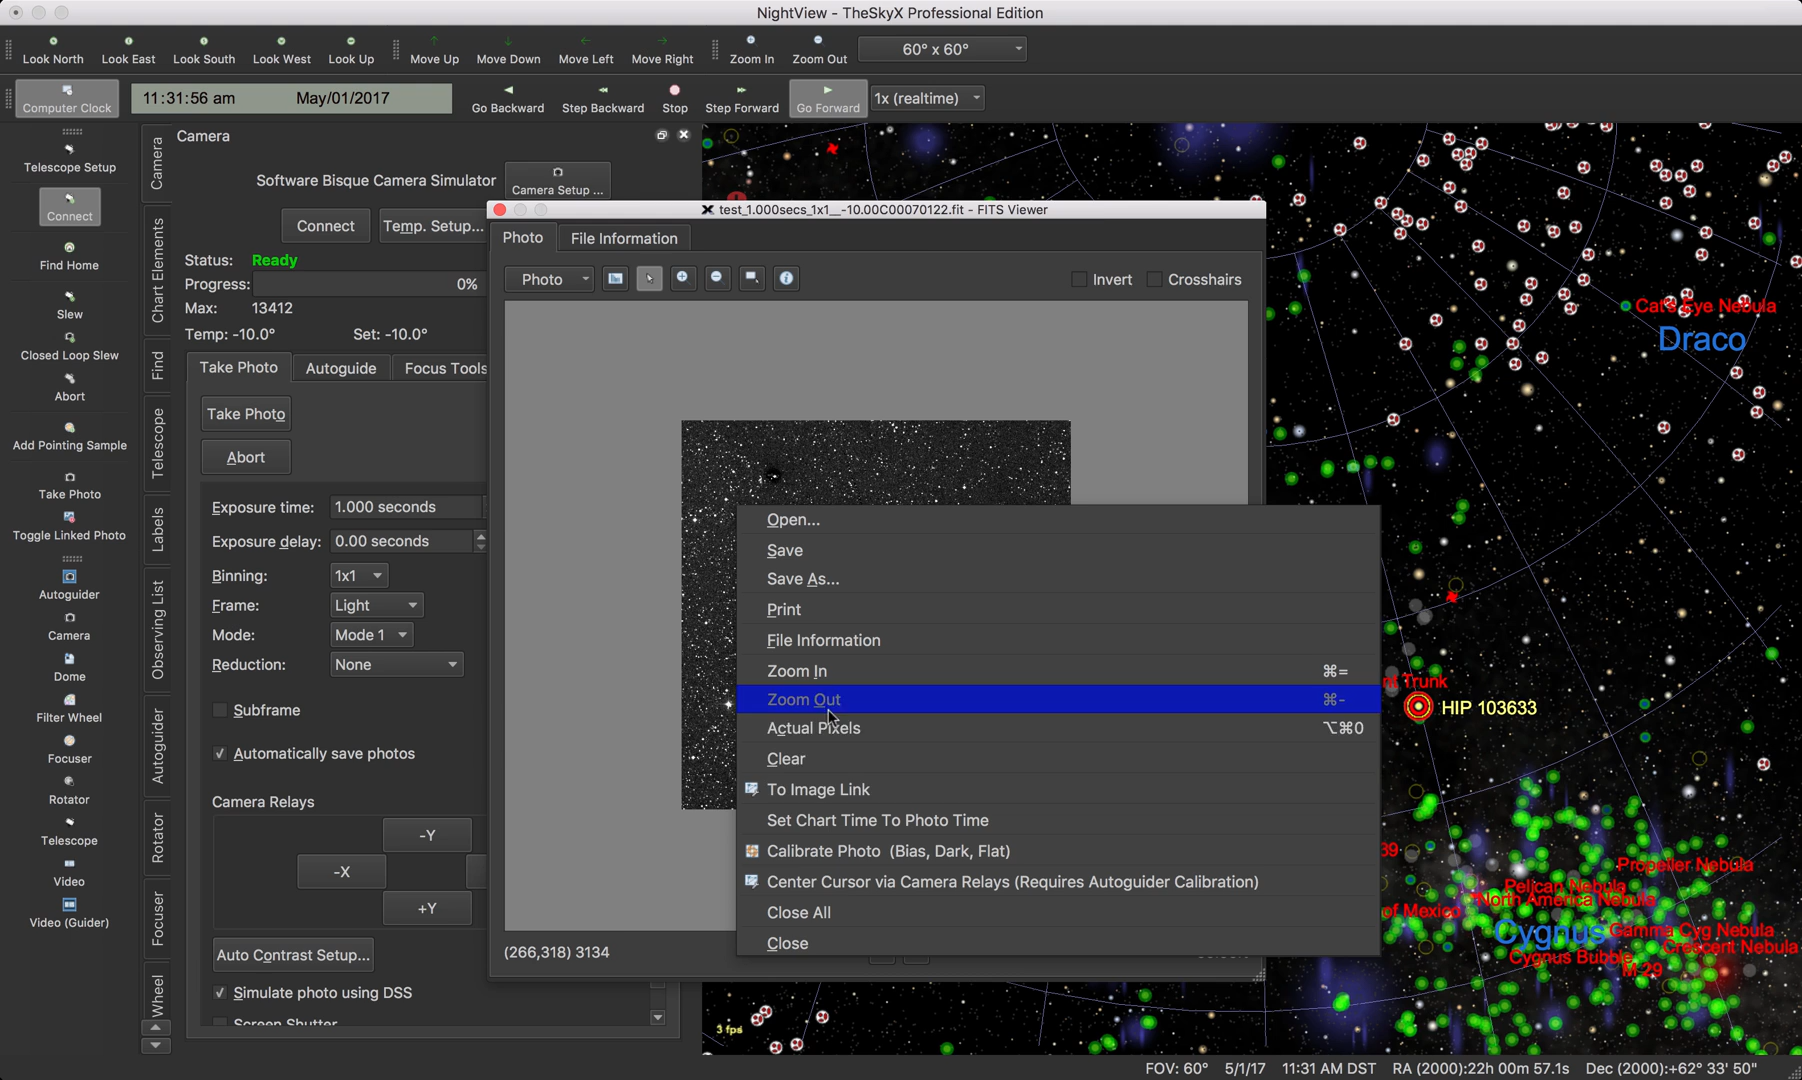 NightView - TheSkyX Professional Edition
Look North
Look East
Look South
Look West
Look Up
Move Up
Move Down
Move Left
Move Right
Zoom In
Zoom Out
60° x 60°
Computer Clock
11:31:56 am
May/01/2017
Go Backward
Step Backward
Stop
Step Forward
Go Forward
1x (realtime)
Telescope Setup
Connect
Find Home
Slew
Closed Loop Slew
Abort
Add Pointing Sample
Take Photo
Toggle Linked Photo
Autoguider
Camera
Dome
Filter Wheel
Focuser
Rotator
Telescope
Video
Video (Guider)
Camera
Chart Elements
Find
Telescope
Labels
Observing List
Autoguider
Rotator
Focuser
Wheel
Camera
Software Bisque Camera Simulator
Camera Setup ...
Connect
Temp. Setup...
Status: Ready
Progress: 0%
Max: 13412
Temp: -10.0° Set: -10.0°
Take Photo
Autoguide
Focus Tools
Take Photo
Abort
Exposure time: 1.000 seconds
Exposure delay: 0.00 seconds
Binning: 1x1
Frame: Light
Mode: Mode 1
Reduction: None
Subframe
Automatically save photos
Camera Relays
-Y
-X
+Y
Auto Contrast Setup...
Simulate photo using DSS
Screen Shutter
test_1.000secs_1x1__-10.00C00070122.fit - FITS Viewer
Photo
File Information
Photo
Invert
Crosshairs
(266,318) 3134
Open...
Save
Save As...
Print
File Information
Zoom In ⌘=
Zoom Out ⌘-
Actual Pixels ⌥⌘0
Clear
To Image Link
Set Chart Time To Photo Time
Calibrate Photo (Bias, Dark, Flat)
Center Cursor via Camera Relays (Requires Autoguider Calibration)
Close All
Close
Cat's Eye Nebula
Draco
nt Trunk
HIP 103633
39
Propeller Nebula
Pelican Nebula
North America Nebula
of Mexico
Cygnus
Gamma Cyg Nebula
Crescent Nebula
Cygnus Bubble
M 29
3 fps
FOV: 60° 5/1/17 11:31 AM DST RA (2000):22h 00m 57.1s Dec (2000):+62° 33' 50"